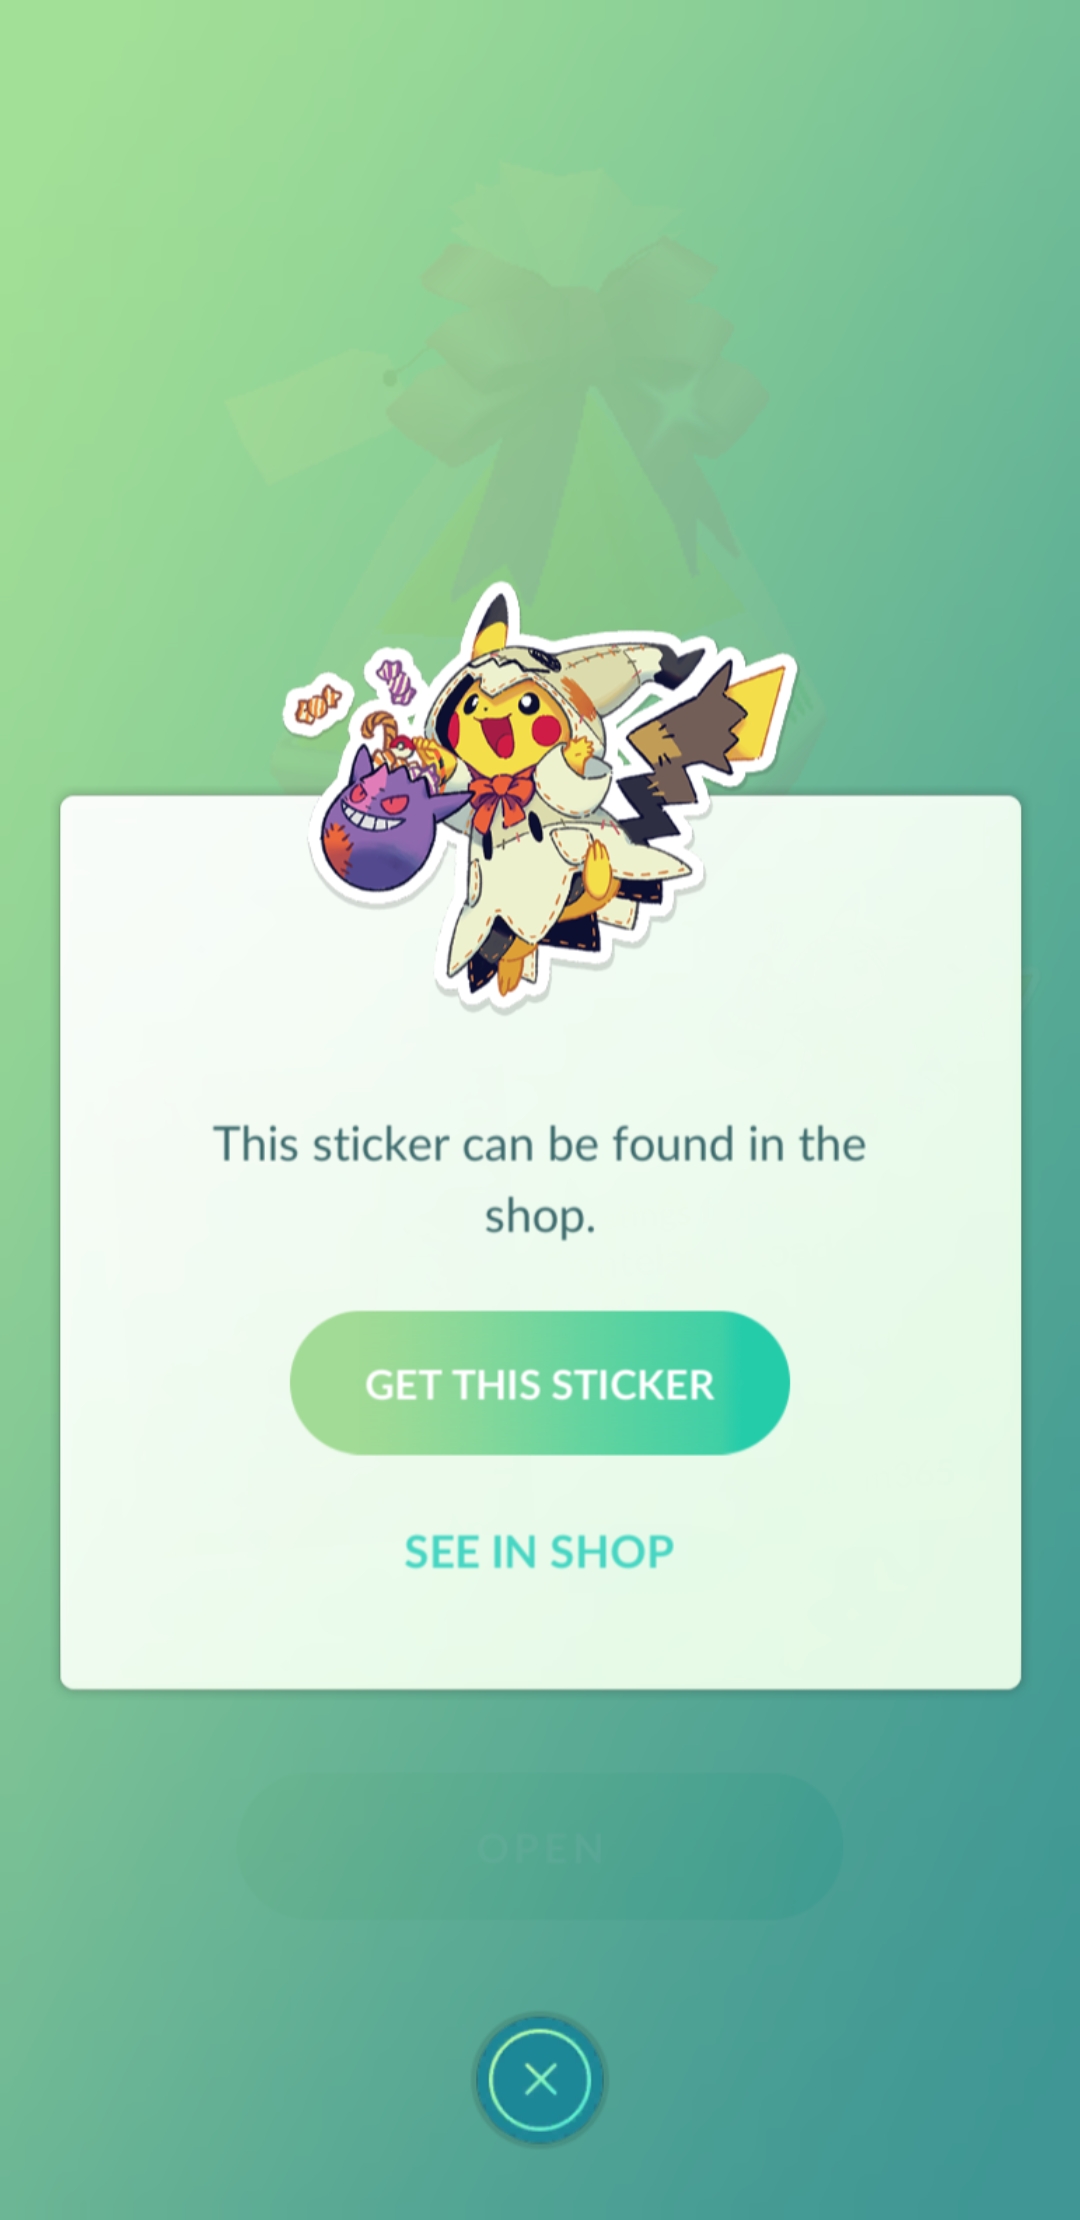 This sticker can be found in the
shop.
GET THIS STICKER
SEE IN SHOP
OPEN